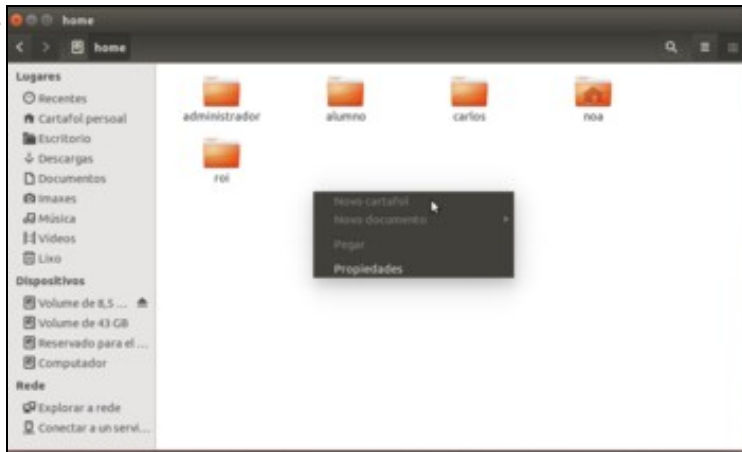 home
home
Lugares
Recentes
Cartafol persoal
Escritorio
Descargas
Documentos
Imaxes
Música
Vídeos
Lixo
Dispositivos
Volume de 8,5 ...
Volume de 43 GB
Reservado para el ...
Computador
Rede
Explorar a rede
Conectar a un servi...
administrador
alumno
carlos
noa
roi
Novo cartafol
Novo documento
Pegar
Propiedades